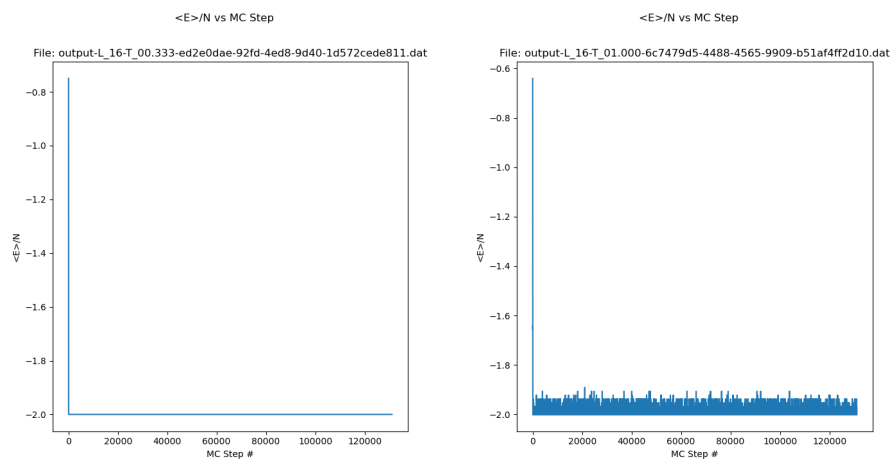 <E>/N vs MC Step
File: output-L_16-T_00.333-ed2e0dae-92fd-4ed8-9d40-1d572cede811.dat
<E>/N
−0.8
−1.0
−1.2
−1.4
−1.6
−1.8
−2.0
0 20000 40000 60000 80000 100000 120000
MC Step #
<E>/N vs MC Step
File: output-L_16-T_01.000-6c7479d5-4488-4565-9909-b51af4ff2d10.dat
<E>/N
−0.6
−0.8
−1.0
−1.2
−1.4
−1.6
−1.8
−2.0
0 20000 40000 60000 80000 100000 120000
MC Step #